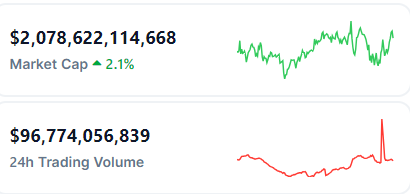 $2,078,622,114,668
Market Cap 2.1%
$96,774,056,839
24h Trading Volume